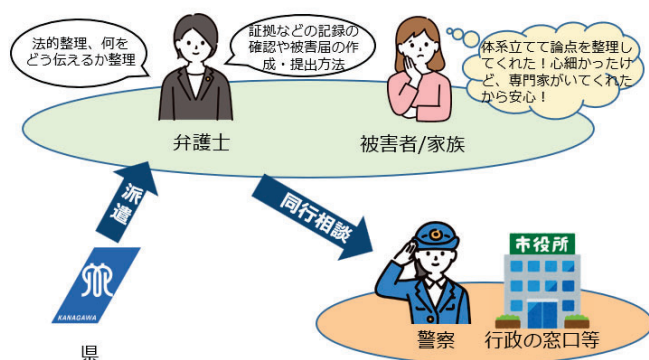 法的整理、何を
どう伝えるか整理
証拠などの記録の
確認や被害届の作
成・提出方法
体系立てて論点を整理し
てくれた！心細かったけ
ど、専門家がいてくれた
から安心！
弁護士
被害者/家族
派遣
同行相談
市役所
KANAGAWA
県
警察
行政の窓口等